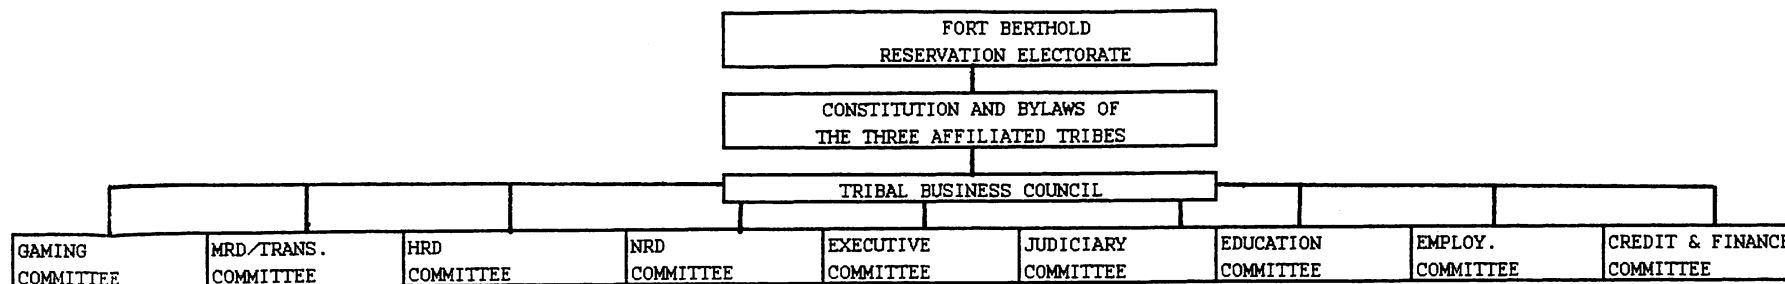 FORT BERTHOLD
RESERVATION ELECTORATE
CONSTITUTION AND BYLAWS OF
THE THREE AFFILIATED TRIBES
TRIBAL BUSINESS COUNCIL
GAMING
COMMITTEE
MRD/TRANS.
COMMITTEE
HRD
COMMITTEE
NRD
COMMITTEE
EXECUTIVE
COMMITTEE
JUDICIARY
COMMITTEE
EDUCATION
COMMITTEE
EMPLOY.
COMMITTEE
CREDIT & FINANCE
COMMITTEE